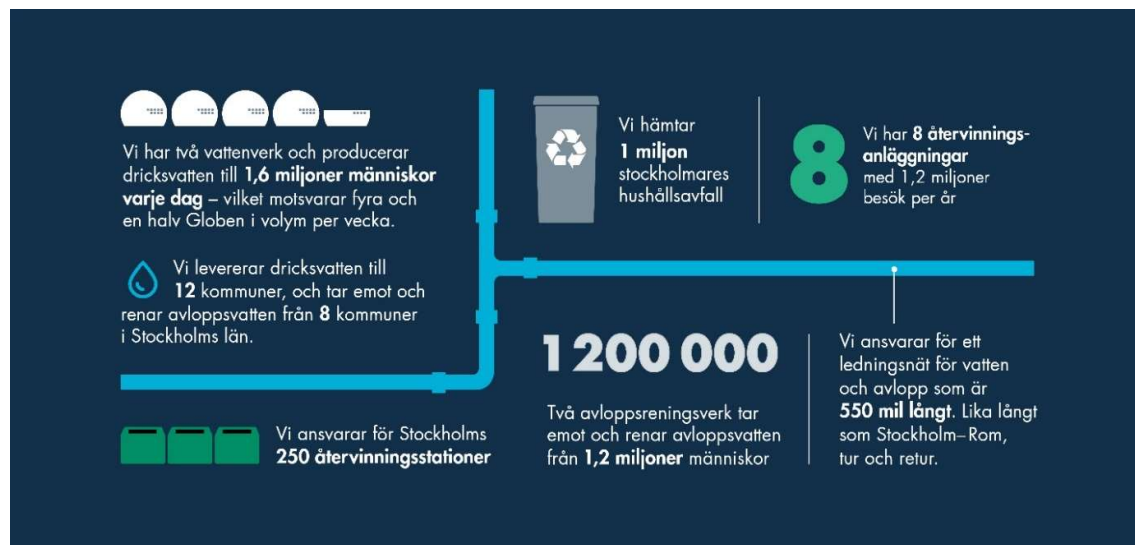 Vi har två vattenverk och producerar
dricksvatten till 1,6 miljoner människor
varje dag – vilket motsvarar fyra och
en halv Globen i volym per vecka.
Vi levererar dricksvatten till
12 kommuner, och tar emot och
renar avloppsvatten från 8 kommuner
i Stockholms län.
Vi ansvarar för Stockholms
250 återvinningsstationer
Vi hämtar
1 miljon
stockholmares
hushållsavfall
8
Vi har 8 återvinnings-
anläggningar
med 1,2 miljoner
besök per år
1 200 000
Två avloppsreningsverk tar
emot och renar avloppsvatten
från 1,2 miljoner människor
Vi ansvarar för ett
ledningsnät för vatten
och avlopp som är
550 mil långt. Lika långt
som Stockholm–Rom,
tur och retur.